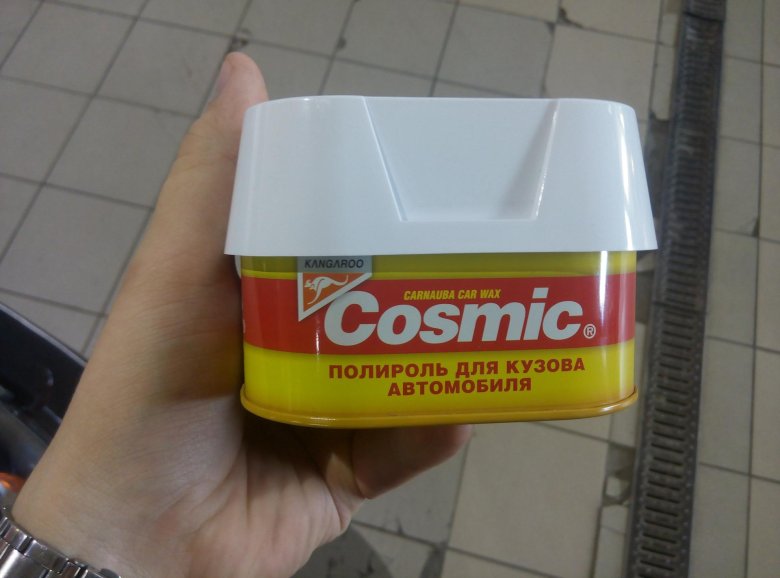 KANGAROO
CARNAUBA CAR WAX
Cosmic®
ПОЛИРОЛЬ ДЛЯ КУЗОВА
АВТОМОБИЛЯ